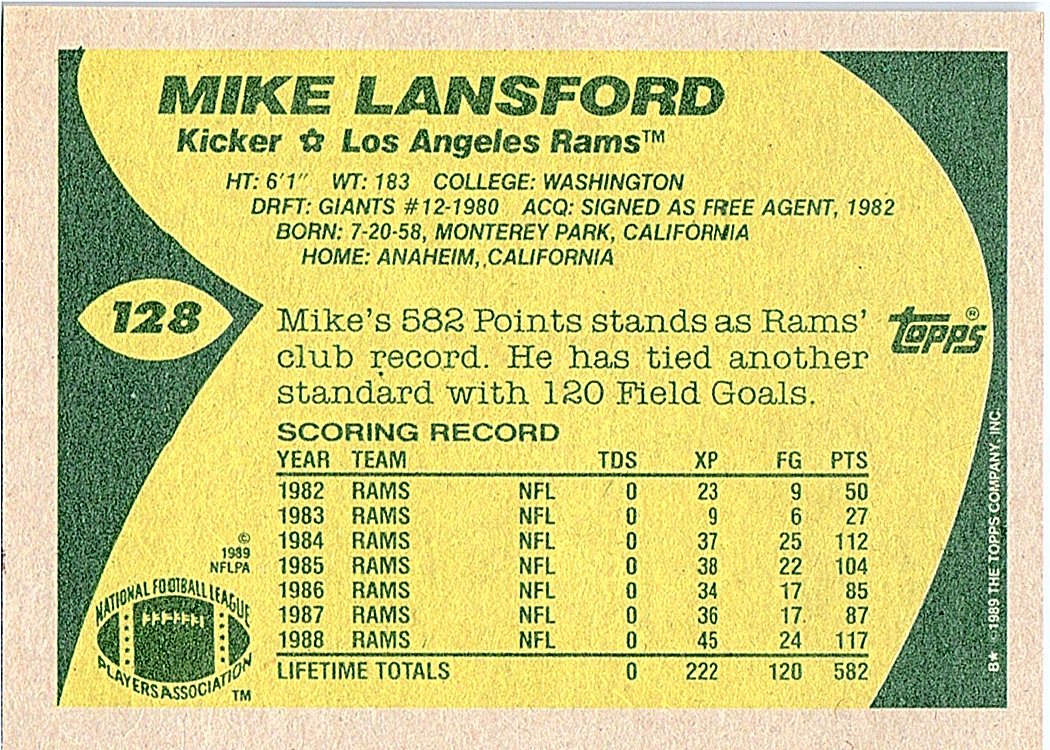 MIKE LANSFORD
Kicker ☆ Los Angeles Rams™
HT: 6'1" WT: 183 COLLEGE: WASHINGTON
DRFT: GIANTS #12-1980 ACQ: SIGNED AS FREE AGENT, 1982
BORN: 7-20-58, MONTEREY PARK, CALIFORNIA
HOME: ANAHEIM, CALIFORNIA
128
Mike's 582 Points stands as Rams'
club record. He has tied another
standard with 120 Field Goals.
topps®
SCORING RECORD
YEAR TEAM TDS XP FG PTS
1982 RAMS NFL 0 23 9 50
1983 RAMS NFL 0 9 6 27
1984 RAMS NFL 0 37 25 112
1985 RAMS NFL 0 38 22 104
1986 RAMS NFL 0 34 17 85
1987 RAMS NFL 0 36 17 87
1988 RAMS NFL 0 45 24 117
LIFETIME TOTALS 0 222 120 582
©
1989
NFLPA
NATIONAL FOOTBALL LEAGUE
PLAYERS ASSOCIATION
TM
B* ©1989 THE TOPPS COMPANY, INC.